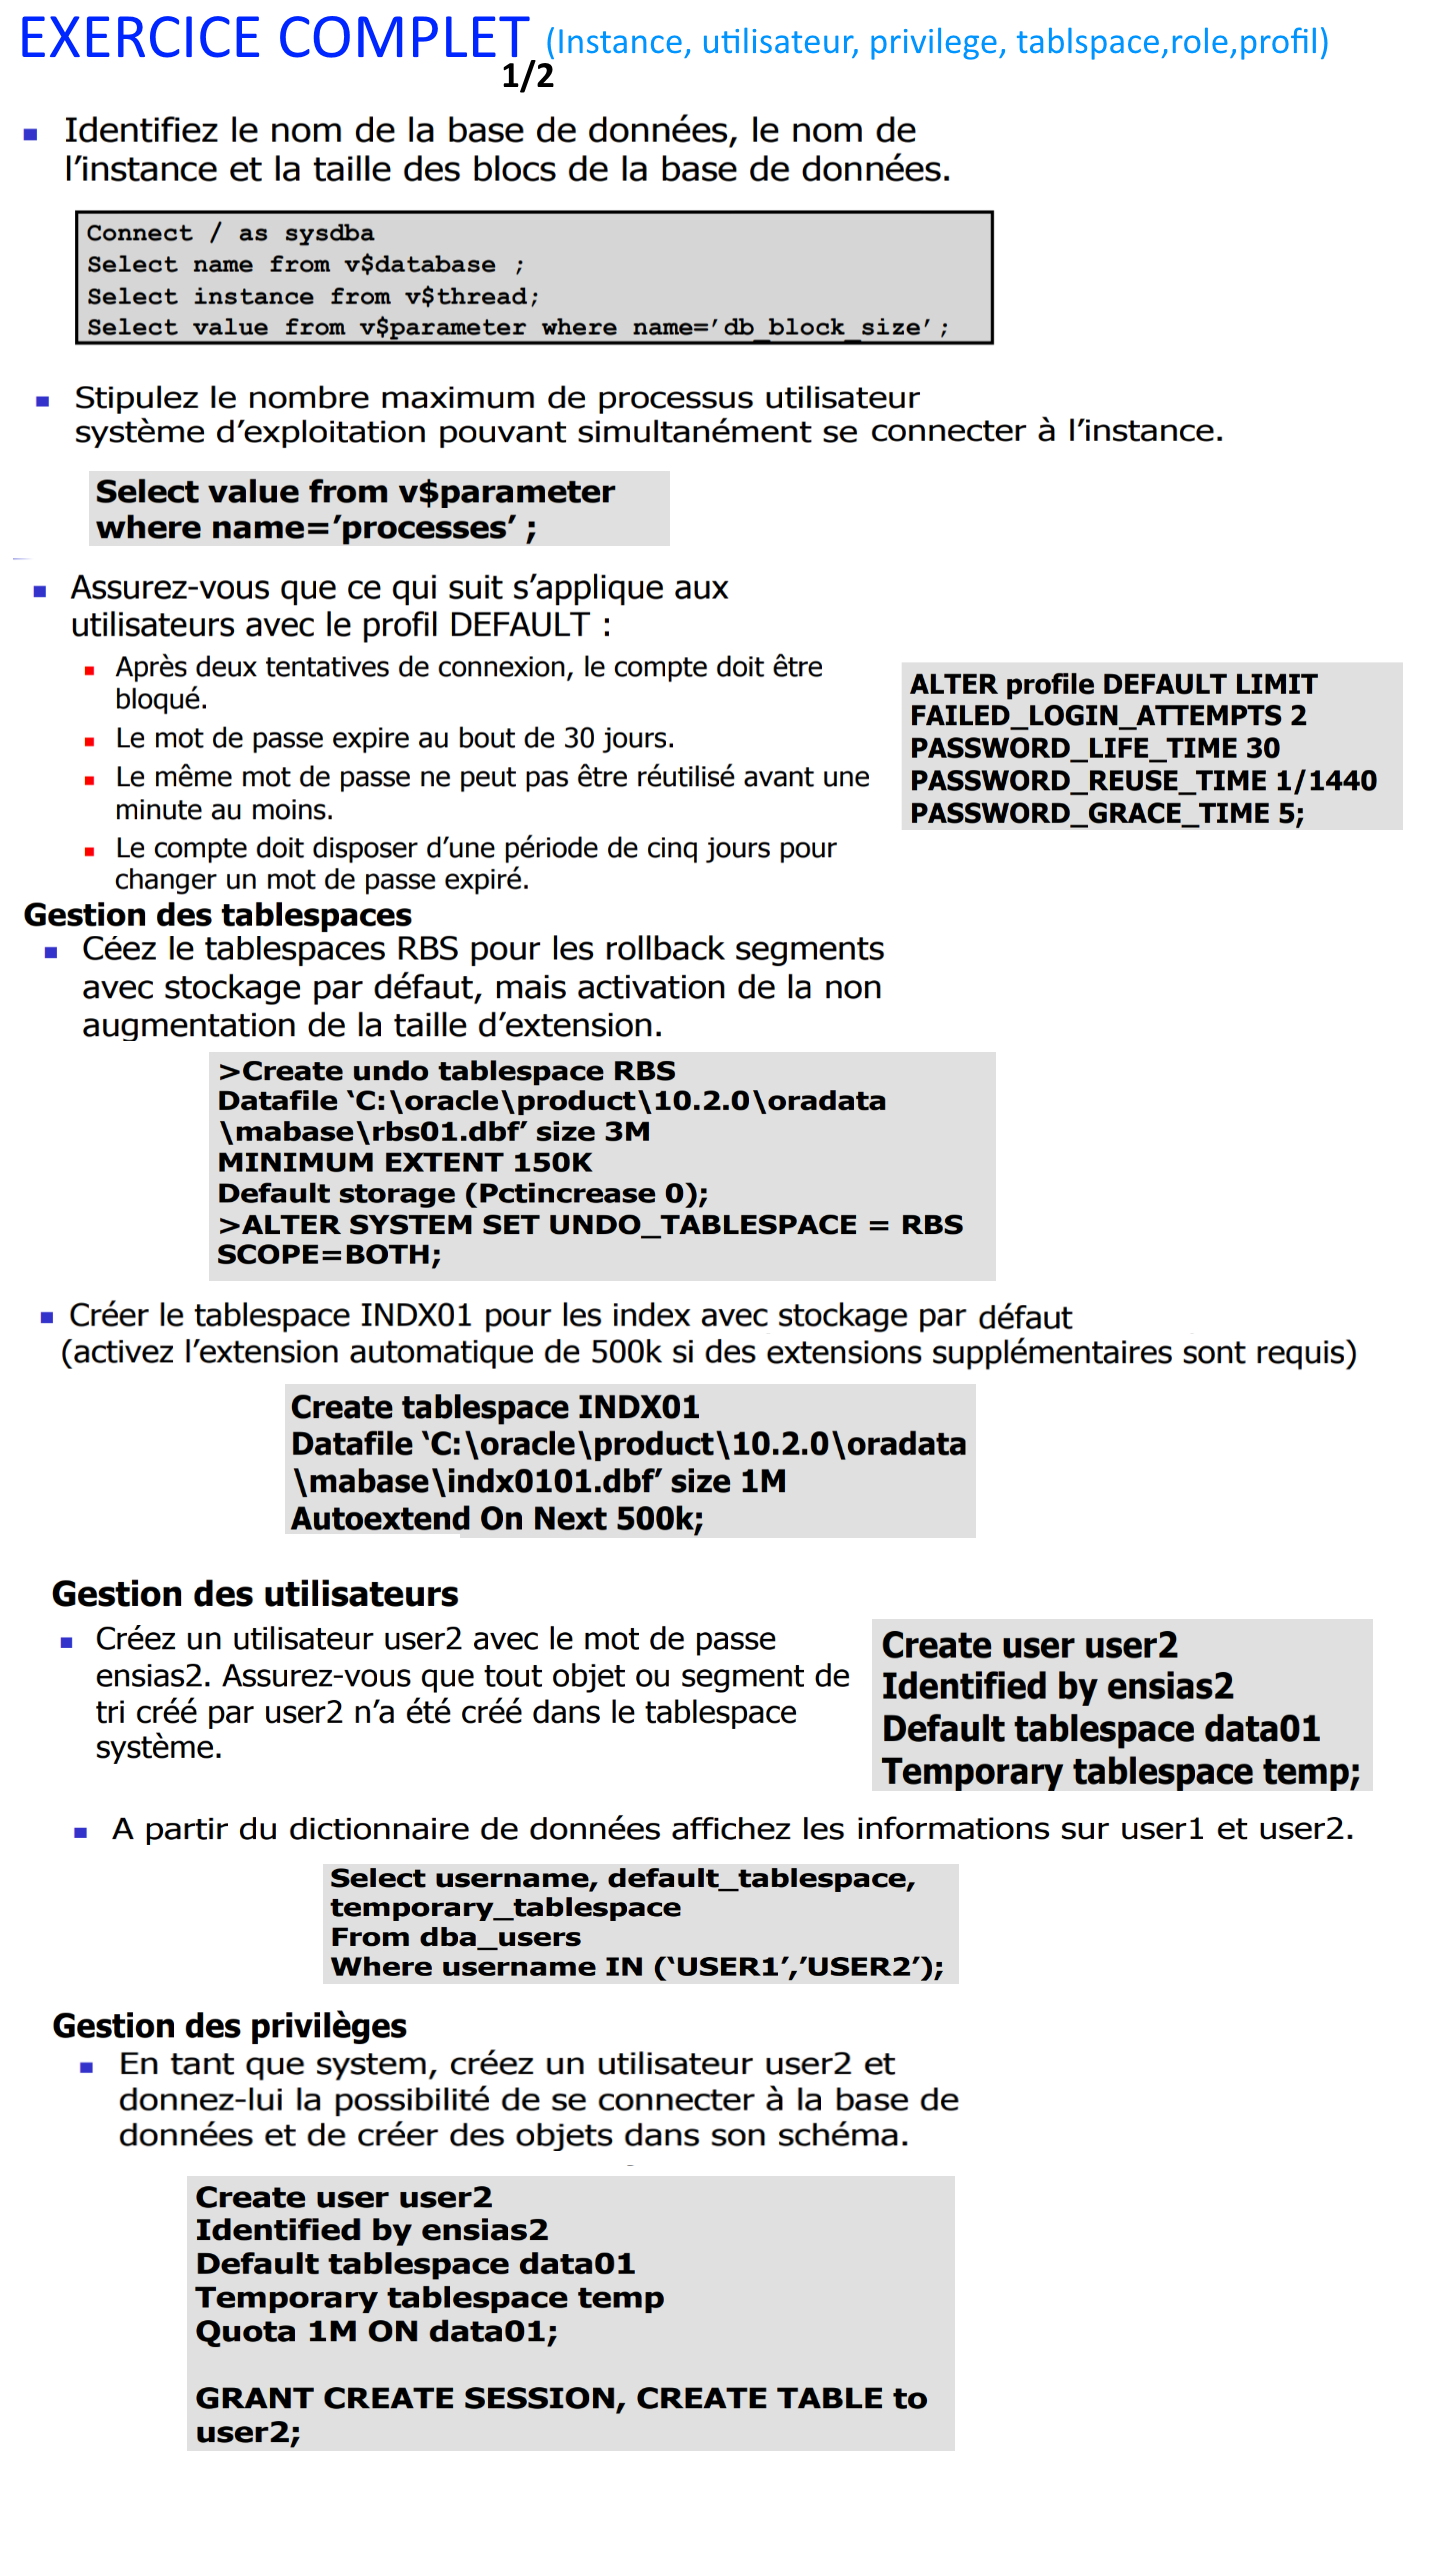 EXERCICE COMPLET (Instance, utilisateur, privilege, tablspace,role,profil)
1/2
Identifiez le nom de la base de données, le nom de
l’instance et la taille des blocs de la base de données.
Connect / as sysdba
Select name from v$database ;
Select instance from v$thread;
Select value from v$parameter where name=’db_block_size’;
Stipulez le nombre maximum de processus utilisateur
système d’exploitation pouvant simultanément se connecter à l’instance.
Select value from v$parameter
where name=’processes’ ;
Assurez-vous que ce qui suit s’applique aux
utilisateurs avec le profil DEFAULT :
Après deux tentatives de connexion, le compte doit être
bloqué.
Le mot de passe expire au bout de 30 jours.
Le même mot de passe ne peut pas être réutilisé avant une
minute au moins.
Le compte doit disposer d’une période de cinq jours pour
changer un mot de passe expiré.
ALTER profile DEFAULT LIMIT
FAILED_LOGIN_ATTEMPTS 2
PASSWORD_LIFE_TIME 30
PASSWORD_REUSE_TIME 1/1440
PASSWORD_GRACE_TIME 5;
Gestion des tablespaces
Céez le tablespaces RBS pour les rollback segments
avec stockage par défaut, mais activation de la non
augmentation de la taille d’extension.
>Create undo tablespace RBS
Datafile ‘C:\oracle\product\10.2.0\oradata
\mabase\rbs01.dbf’ size 3M
MINIMUM EXTENT 150K
Default storage (Pctincrease 0);
>ALTER SYSTEM SET UNDO_TABLESPACE = RBS
SCOPE=BOTH;
Créer le tablespace INDX01 pour les index avec stockage par défaut
(activez l’extension automatique de 500k si des extensions supplémentaires sont requis)
Create tablespace INDX01
Datafile ‘C:\oracle\product\10.2.0\oradata
\mabase\indx0101.dbf’ size 1M
Autoextend On Next 500k;
Gestion des utilisateurs
Créez un utilisateur user2 avec le mot de passe
ensias2. Assurez-vous que tout objet ou segment de
tri créé par user2 n’a été créé dans le tablespace
système.
Create user user2
Identified by ensias2
Default tablespace data01
Temporary tablespace temp;
A partir du dictionnaire de données affichez les informations sur user1 et user2.
Select username, default_tablespace,
temporary_tablespace
From dba_users
Where username IN (‘USER1’,’USER2’);
Gestion des privilèges
En tant que system, créez un utilisateur user2 et
donnez-lui la possibilité de se connecter à la base de
données et de créer des objets dans son schéma.
Create user user2
Identified by ensias2
Default tablespace data01
Temporary tablespace temp
Quota 1M ON data01;
GRANT CREATE SESSION, CREATE TABLE to
user2;